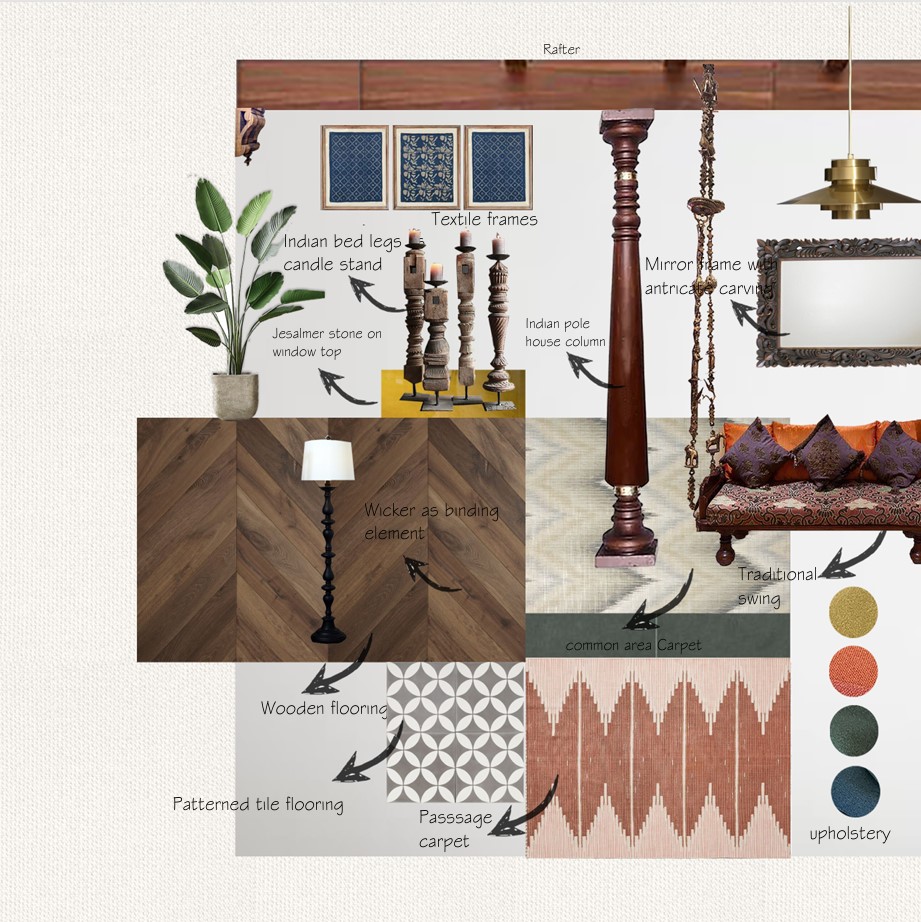 Rafter
Textile frames
Indian bed legs as
candle stand
Mirror frame with
antricate carving
Jesalmer stone on
window top
Indian pole
house column
Wicker as binding
element
Traditional
swing
common area Carpet
Wooden flooring
Patterned tile flooring
Passsage
carpet
upholstery